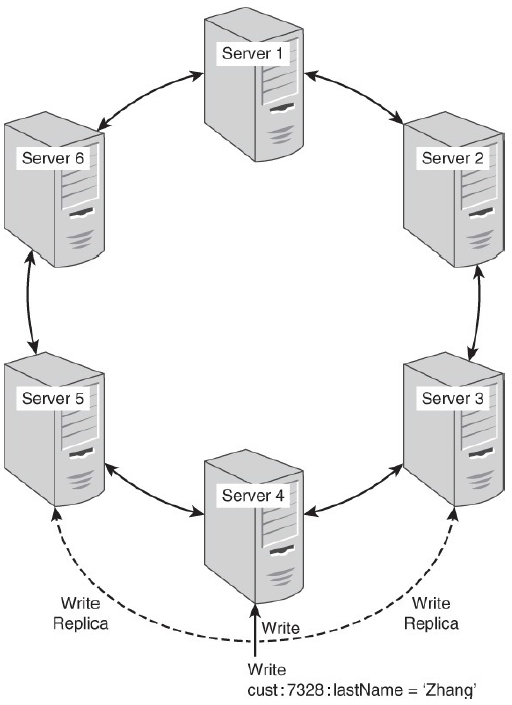 Server 1
Server 6
Server 2
Server 5
Server 3
Server 4
Write
Replica
Write
Replica
Write
Write
cust:7328:lastName = ‘Zhang’